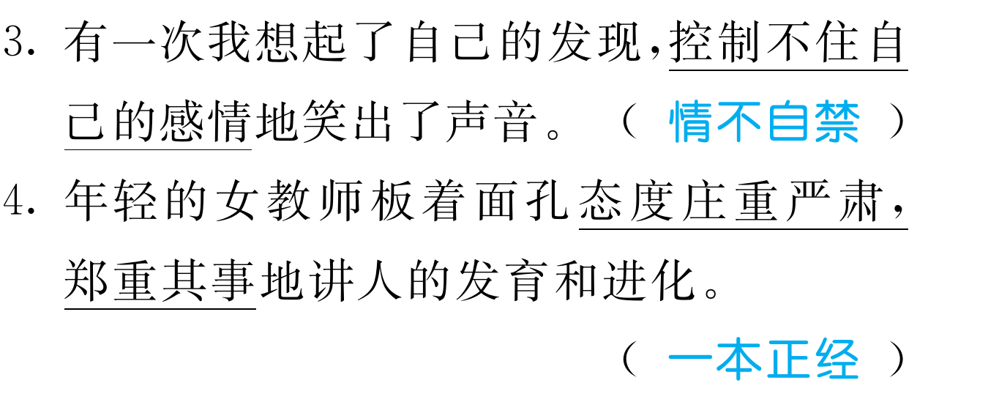 3. 有一次我想起了自己的发现,控制不住自
己的感情地笑出了声音。 ( 情不自禁 )
4. 年轻的女教师板着面孔态度庄重严肃,
郑重其事地讲人的发育和进化。
( 一本正经 )